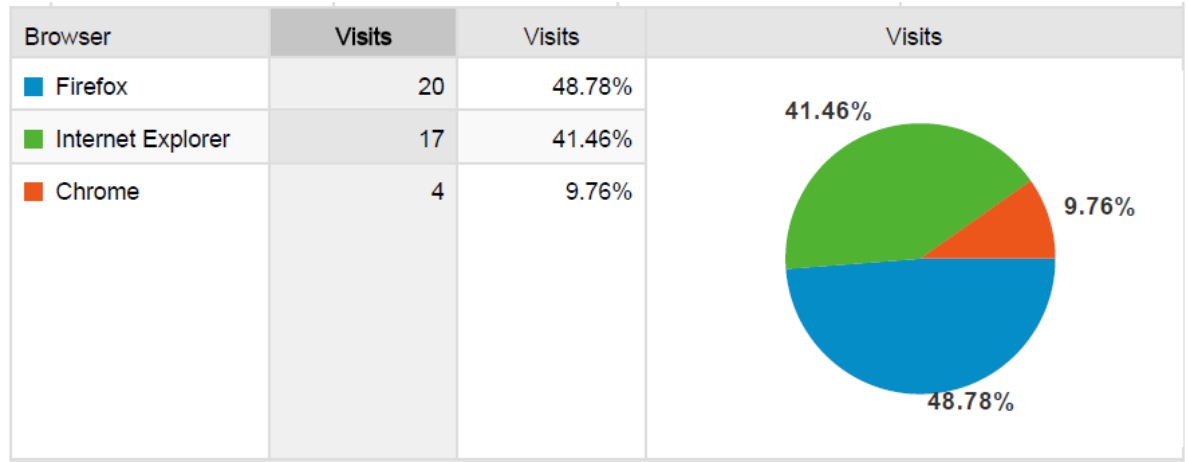 Browser Visits Visits Visits
Firefox 20 48.78%
Internet Explorer 17 41.46%
Chrome 4 9.76%
41.46%
9.76%
48.78%